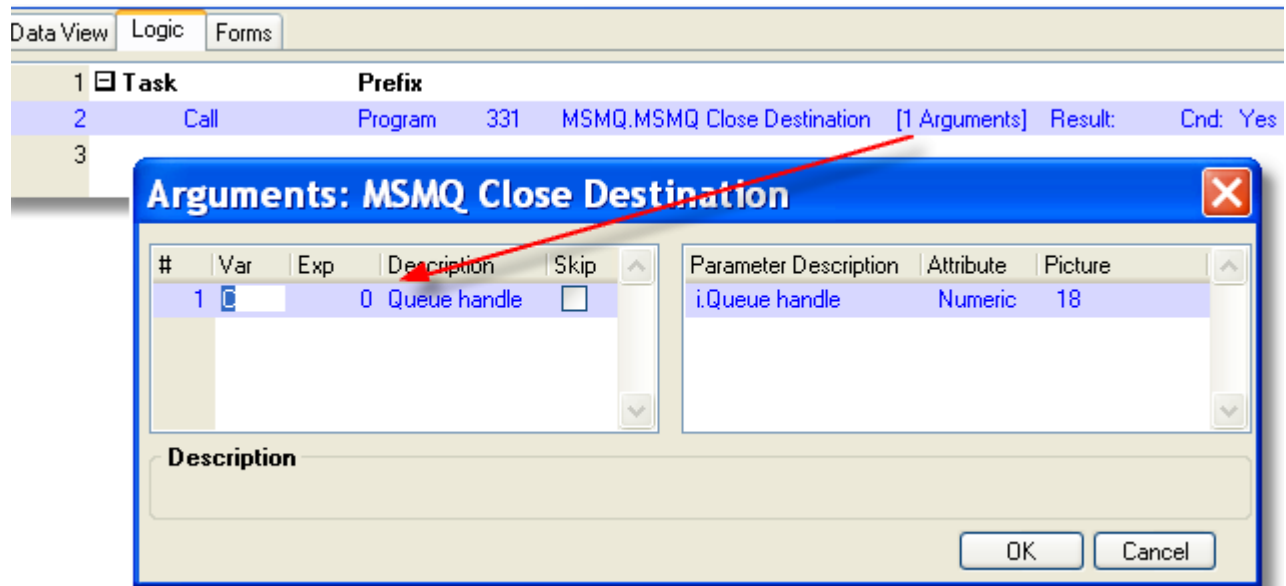 Data View Logic Forms
1 Task Prefix
2 Call Program 331 MSMQ.MSMQ Close Destination [1 Arguments] Result: Cnd: Yes
3
Arguments: MSMQ Close Destination
# Var Exp Description Skip Parameter Description Attribute Picture
1 0 Queue handle i.Queue handle Numeric 18
Description
OK Cancel